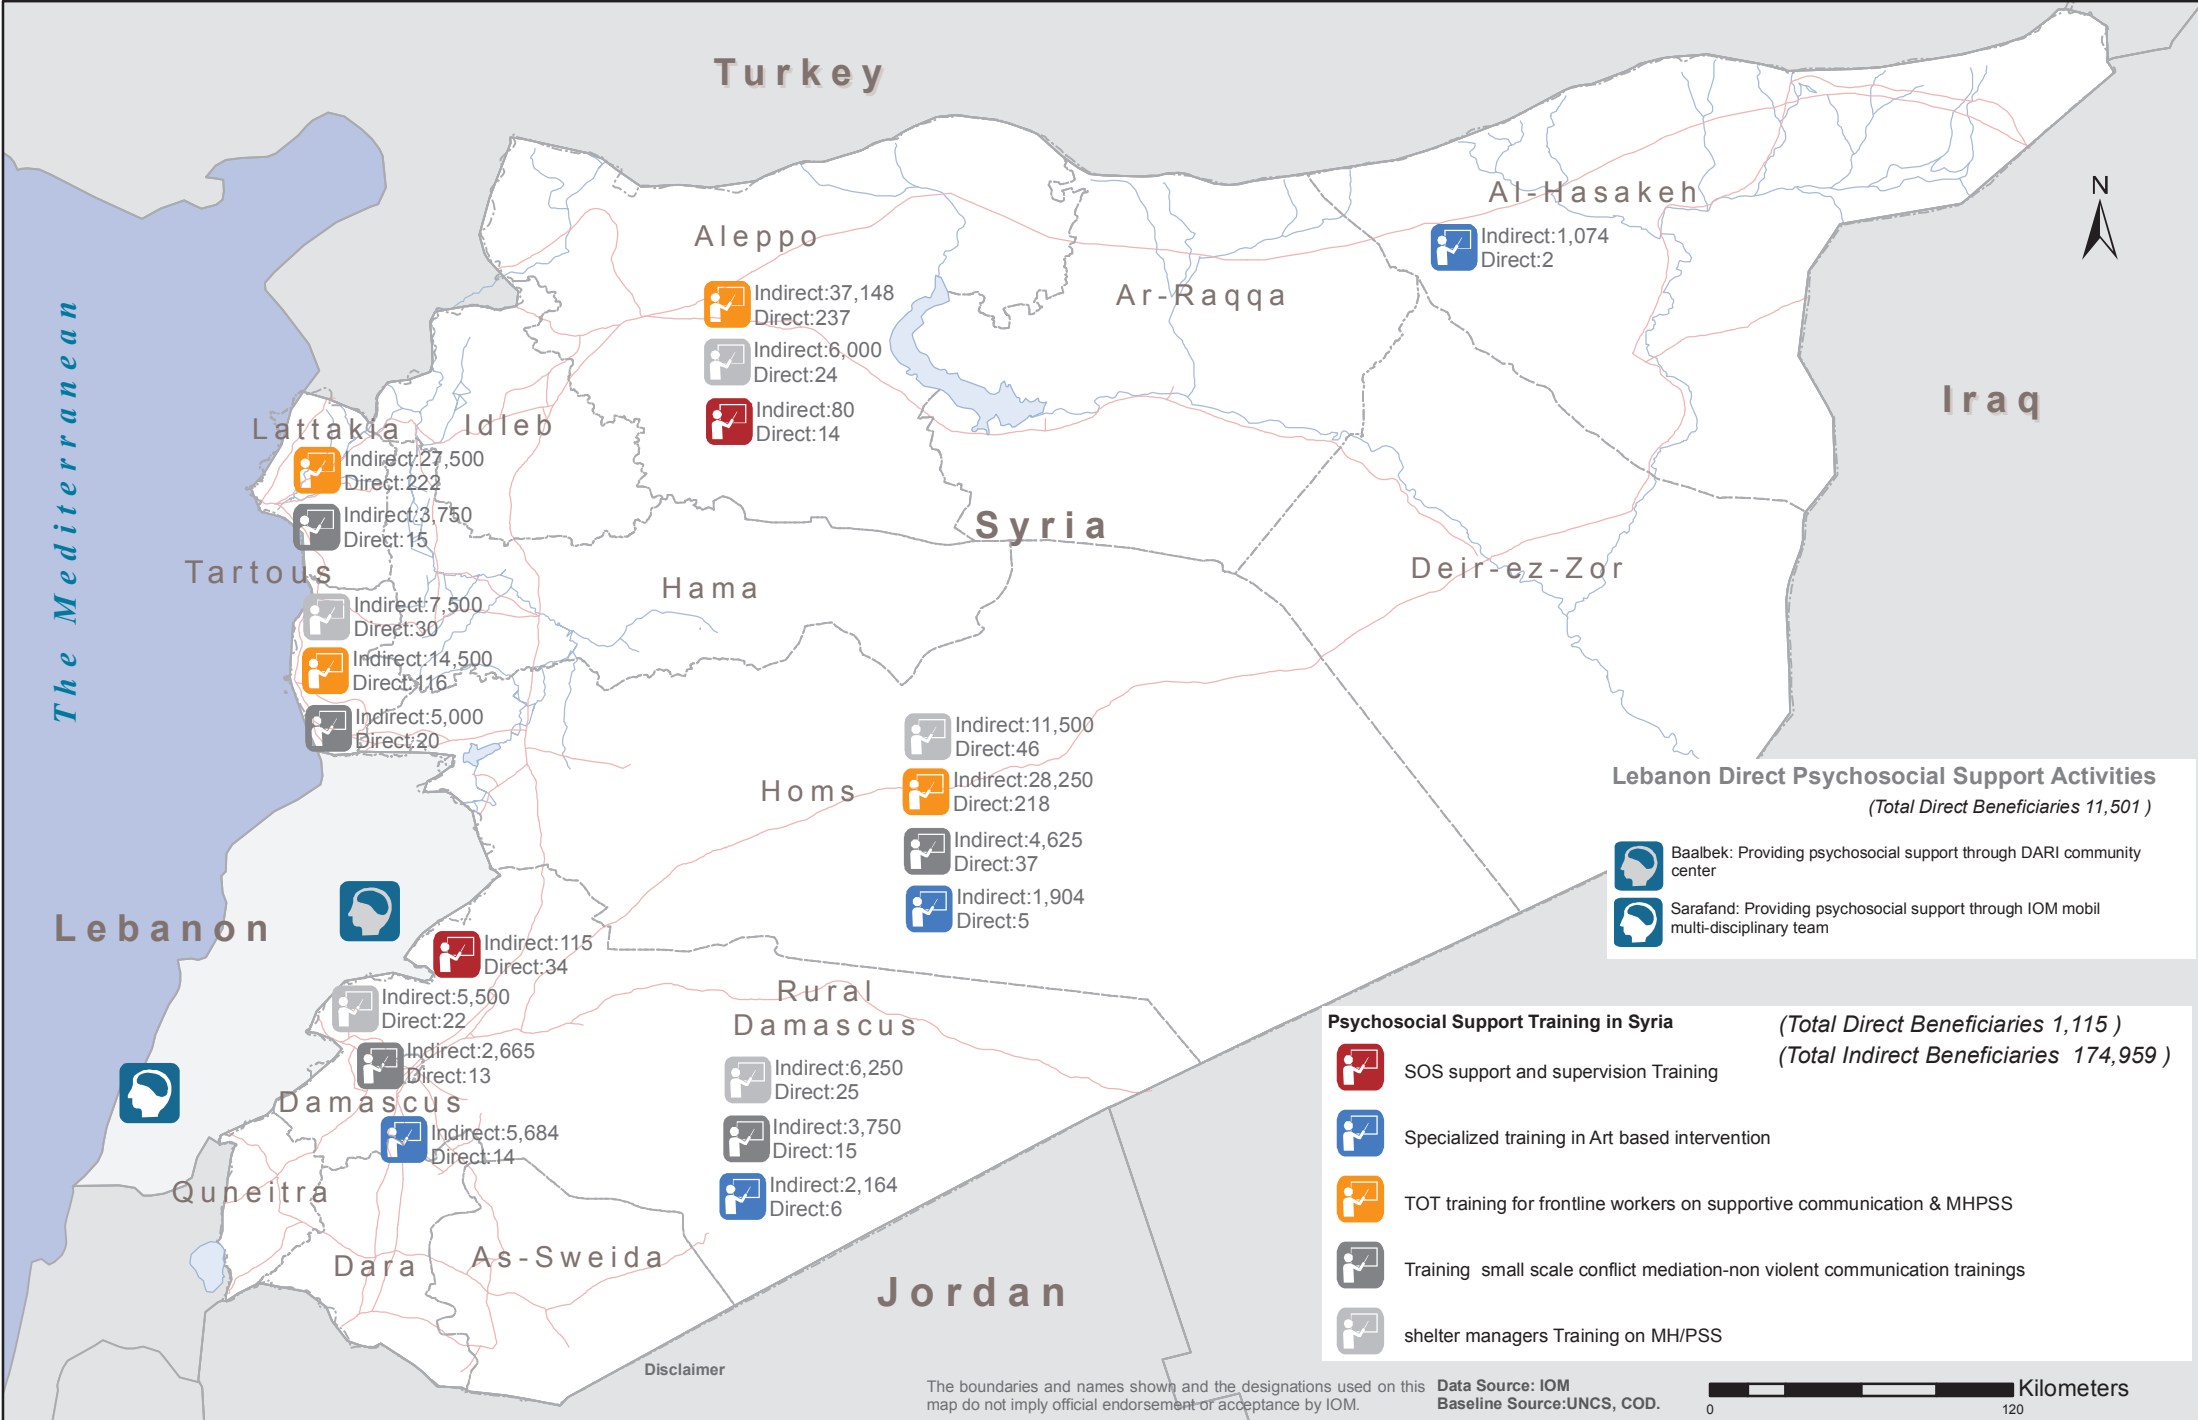 Turkey
Al-Hasakeh
N
Indirect:1,074
Direct:2
Aleppo
Indirect:37,148
Direct:237
Indirect:6,000
Direct:24
Indirect:80
Direct:14
Ar-Raqqa
Iraq
The Mediterranean
Lattakia
Idleb
Indirect:27,500
Direct:222
Indirect:3,750
Direct:15
Syria
Tartous
Hama
Deir-ez-Zor
Indirect:7,500
Direct:30
Indirect:14,500
Direct:116
Indirect:5,000
Direct:20
Homs
Indirect:11,500
Direct:46
Indirect:28,250
Direct:218
Indirect:4,625
Direct:37
Indirect:1,904
Direct:5
Lebanon Direct Psychosocial Support Activities
(Total Direct Beneficiaries 11,501 )
Baalbek: Providing psychosocial support through DARI community
center
Sarafand: Providing psychosocial support through IOM mobil
multi-disciplinary team
Lebanon
Indirect:115
Direct:34
Indirect:5,500
Direct:22
Indirect:2,665
Direct:13
Damascus
Indirect:5,684
Direct:14
Rural
Damascus
Indirect:6,250
Direct:25
Indirect:3,750
Direct:15
Indirect:2,164
Direct:6
Quneitra
Dara
As-Sweida
Jordan
Psychosocial Support Training in Syria
(Total Direct Beneficiaries 1,115 )
(Total Indirect Beneficiaries 174,959 )
SOS support and supervision Training
Specialized training in Art based intervention
TOT training for frontline workers on supportive communication & MHPSS
Training small scale conflict mediation-non violent communication trainings
shelter managers Training on MH/PSS
Disclaimer
The boundaries and names shown and the designations used on this
map do not imply official endorsement or acceptance by IOM.
Data Source: IOM
Baseline Source:UNCS, COD.
Kilometers
0 120